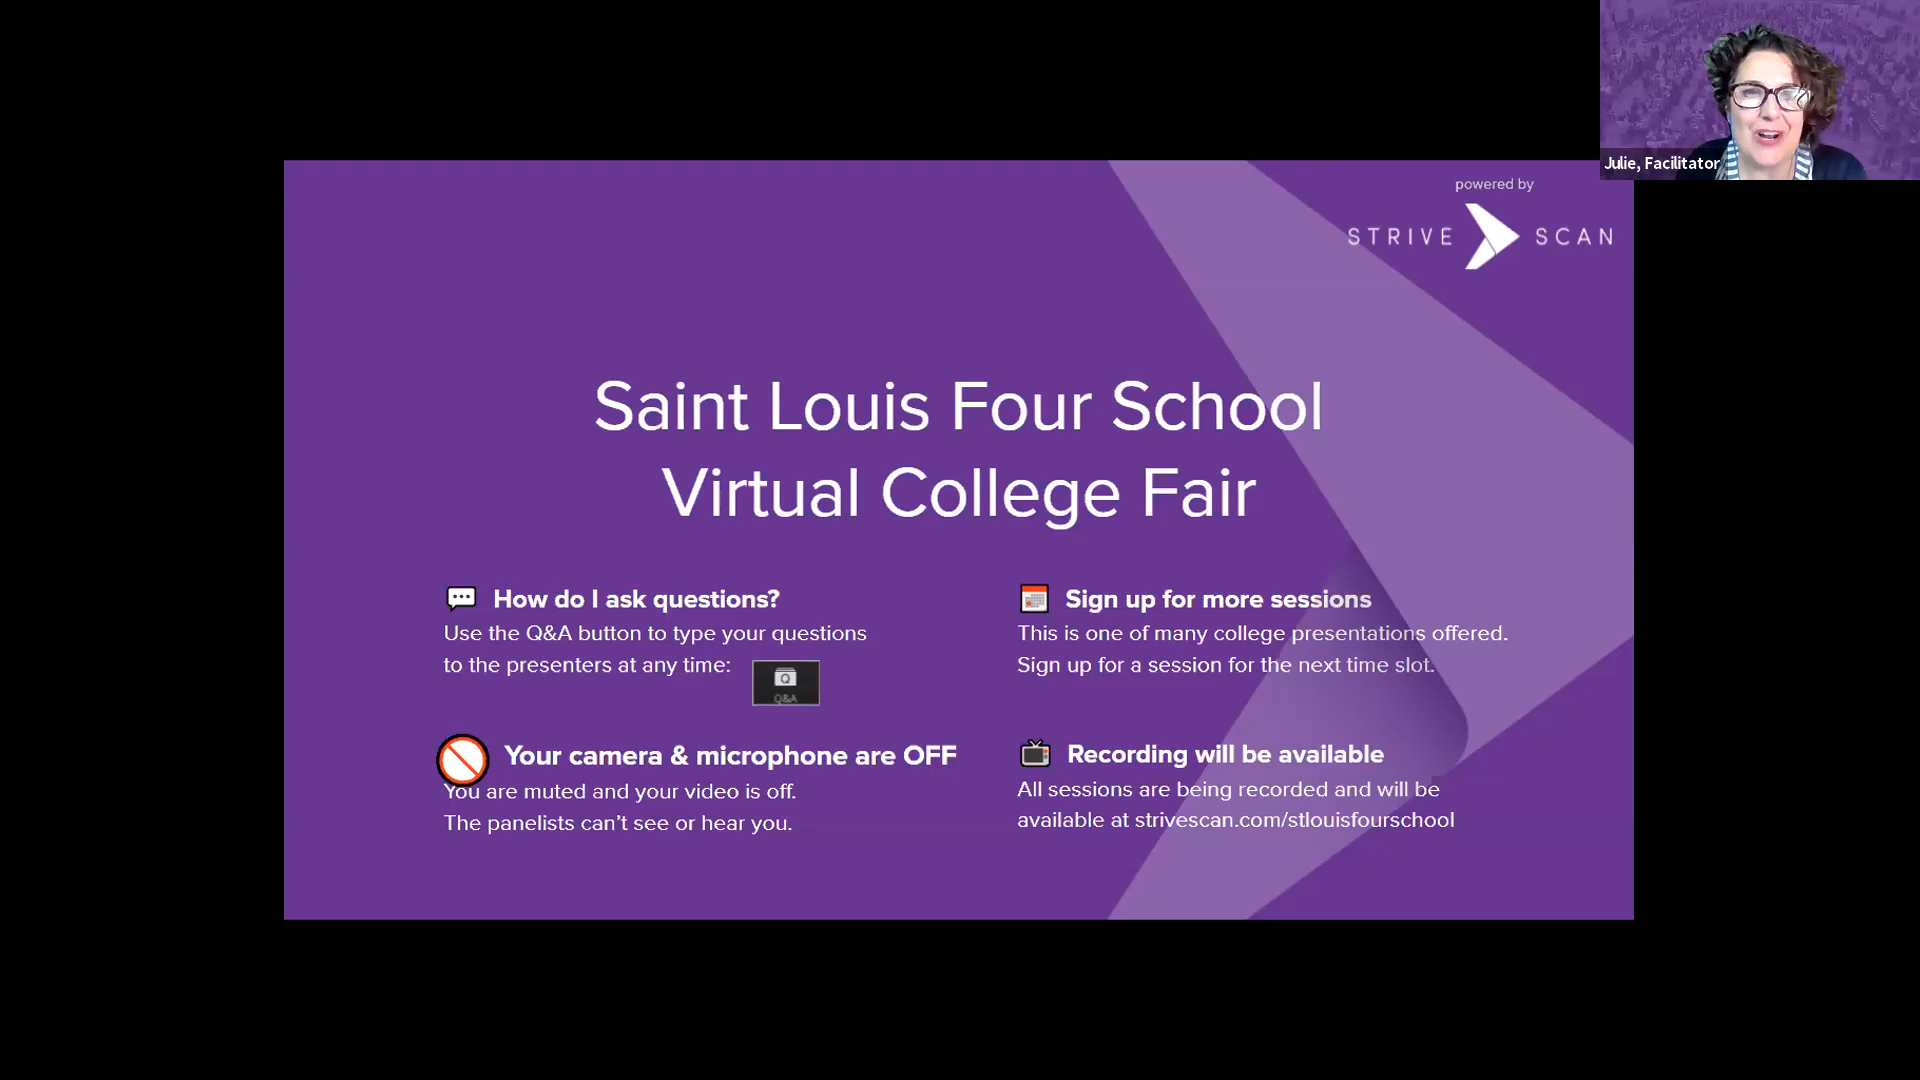 Julie, Facilitator
powered by
STRIVE SCAN
Saint Louis Four School
Virtual College Fair
How do I ask questions?
Use the Q&A button to type your questions
to the presenters at any time:
Q
Q&A
Sign up for more sessions
This is one of many college presentations offered.
Sign up for a session for the next time slot.
Your camera & microphone are OFF
You are muted and your video is off.
The panelists can’t see or hear you.
Recording will be available
All sessions are being recorded and will be
available at strivescan.com/stlouisfourschool